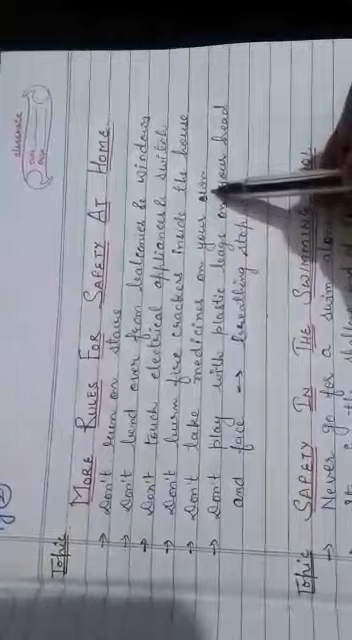 Topic
MORE RULES FOR SAFETY AT HOME
→ Don't run on stairs
→ Don't bend over from balconies & windows
→ Don't touch electrical appliances & switch
→ Don't burn fire crackers inside the house
→ Don't take medicines on your own
→ Don't play with plastic bags on your head
and face → breathing stop
Topic SAFETY IN THE SWIMMING
→ Never go for a swim alone